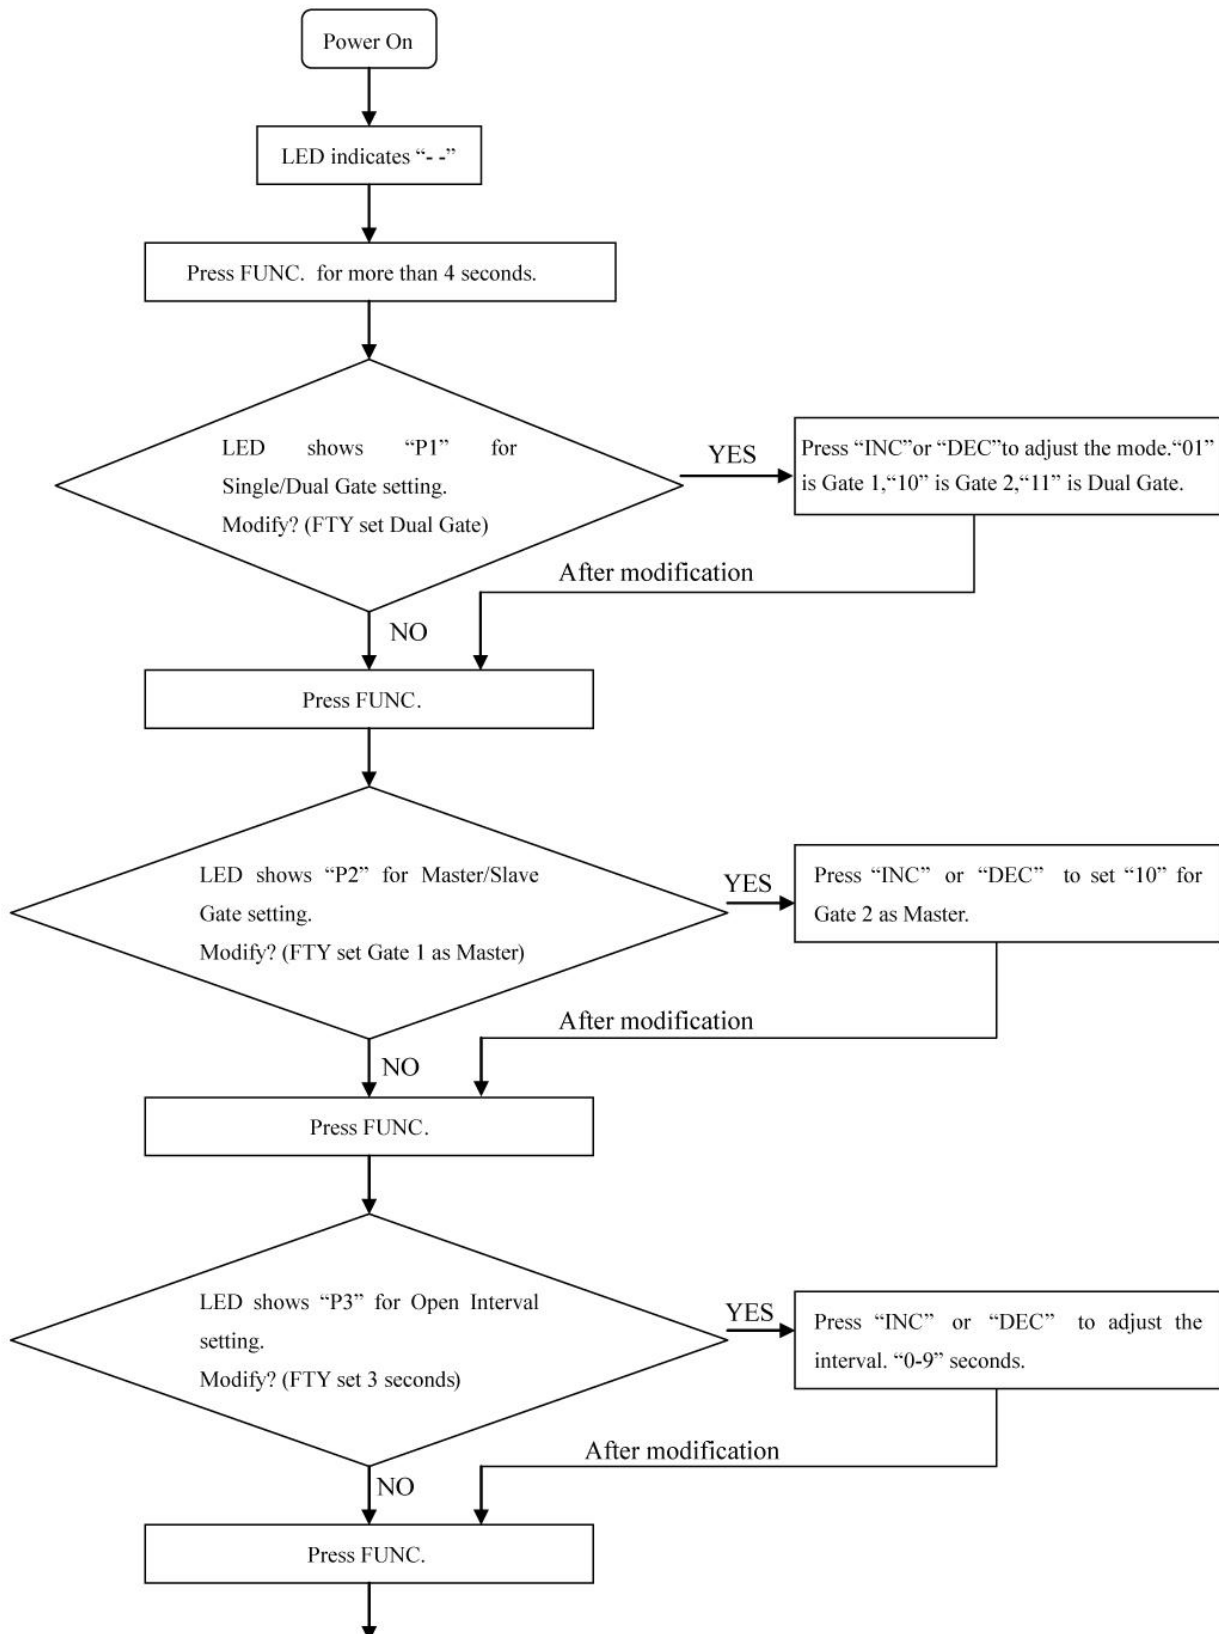 Power On
LED indicates “- -”
Press FUNC. for more than 4 seconds.
LED shows “P1” for
Single/Dual Gate setting.
Modify? (FTY set Dual Gate)
YES
Press “INC”or “DEC”to adjust the mode.“01”
is Gate 1,“10” is Gate 2,“11” is Dual Gate.
After modification
NO
Press FUNC.
LED shows “P2” for Master/Slave
Gate setting.
Modify? (FTY set Gate 1 as Master)
YES
Press “INC” or “DEC” to set “10” for
Gate 2 as Master.
After modification
NO
Press FUNC.
LED shows “P3” for Open Interval
setting.
Modify? (FTY set 3 seconds)
YES
Press “INC” or “DEC” to adjust the
interval. “0-9” seconds.
After modification
NO
Press FUNC.